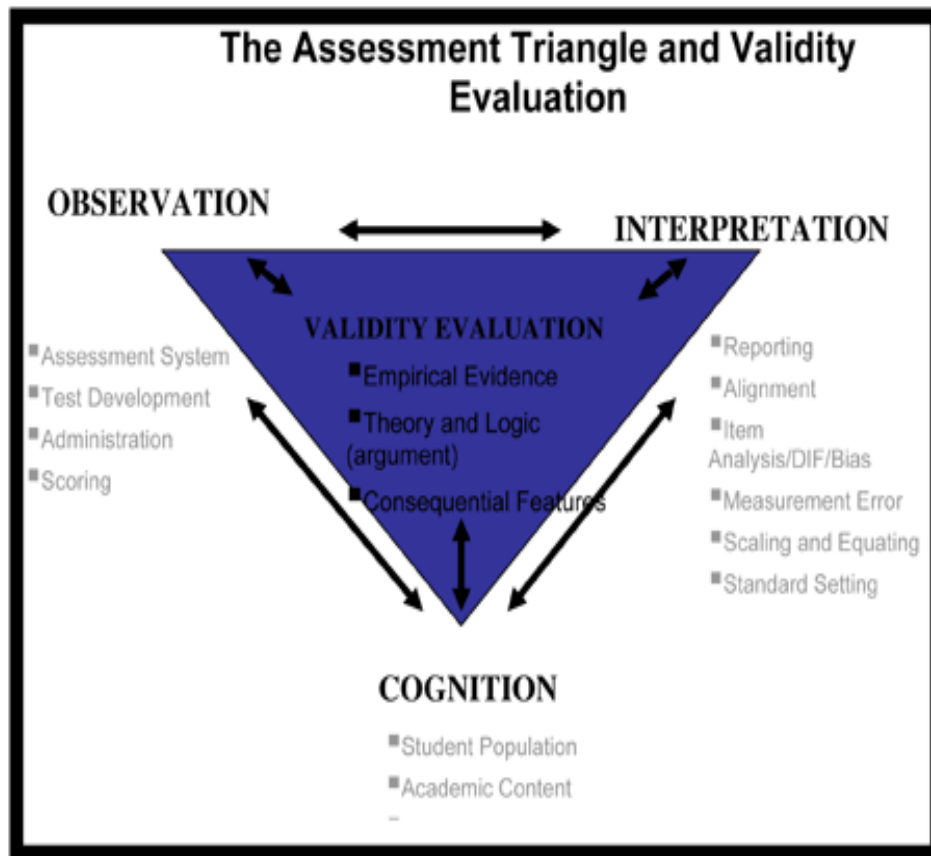 The Assessment Triangle and Validity
Evaluation
OBSERVATION
INTERPRETATION
VALIDITY EVALUATION
▪Empirical Evidence
▪Theory and Logic
(argument)
▪Consequential Features
▪Assessment System
▪Test Development
▪Administration
▪Scoring
▪Reporting
▪Alignment
▪Item
Analysis/DIF/Bias
▪Measurement Error
▪Scaling and Equating
▪Standard Setting
COGNITION
▪Student Population
▪Academic Content
–